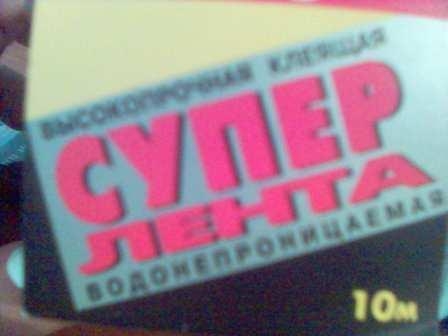 ВЫСОКОПРОЧНАЯ КЛЕЯЩАЯ
СУПЕР
ЛЕНТА
ВОДОНЕПРОНИЦАЕМАЯ
10м